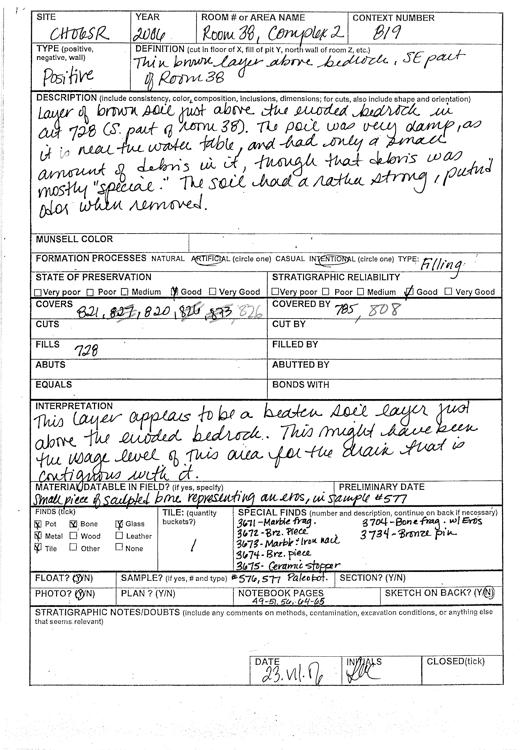 SITE YEAR ROOM # or AREA NAME CONTEXT NUMBER
CH06SR 2006 Room 38, Complex 2 819
TYPE (positive, negative, wall) DEFINITION (cut in floor of X, fill of pit Y, north wall of room Z, etc.)
Positive Thin brown layer above bedrock, SE part
of Room 38
DESCRIPTION (include consistency, color, composition, inclusions, dimensions; for cuts, also include shape and orientation)
Layer of brown soil just above the eroded bedrock in
cut 728 (S. part of room 38). The soil was very damp, as
it is near the water table, and had only a small
amount of debris in it, though that debris was
mostly "special." The soil had a rather strong, putrid
odor when removed.
MUNSELL COLOR
FORMATION PROCESSES NATURAL ARTIFICIAL (circle one) CASUAL INTENTIONAL (circle one) TYPE: Filling
STATE OF PRESERVATION STRATIGRAPHIC RELIABILITY
Very poor Poor Medium Good Very Good Very poor Poor Medium Good Very Good
COVERS 821, 827, 820, 826, 873, 826 COVERED BY 785, 808
CUTS CUT BY
FILLS 728 FILLED BY
ABUTS ABUTTED BY
EQUALS BONDS WITH
INTERPRETATION
This layer appears to be a beaten soil layer just
above the eroded bedrock. This might have been
the usage level of this area for the drain that is
contiguous with it.
MATERIAL DATABLE IN FIELD? (if yes, specify) PRELIMINARY DATE
Small piece of sculpted bone representing an eros, in sample #577
FINDS (tick) TILE: (quantity buckets?) SPECIAL FINDS (number and description, continue on back if necessary)
Pot Bone Glass 3671-Marble frag. 3704-Bone frag. w/Eros
Metal Wood Leather 1 3672-Brz. Piece 3734-Bronze pin
Tile Other None 3673-Marble + Iron nail
3674-Brz. piece
3675-Ceramic stopper
FLOAT? (Y/N) SAMPLE? (if yes, # and type) #576, 577 Paleobot. SECTION? (Y/N)
PHOTO? (Y/N) PLAN? (Y/N) NOTEBOOK PAGES SKETCH ON BACK? (Y/N)
49-51, 56, 64-65
STRATIGRAPHIC NOTES/DOUBTS (include any comments on methods, contamination, excavation conditions, or anything else
that seems relevant)
DATE INITIALS CLOSED(tick)
23.VI.06